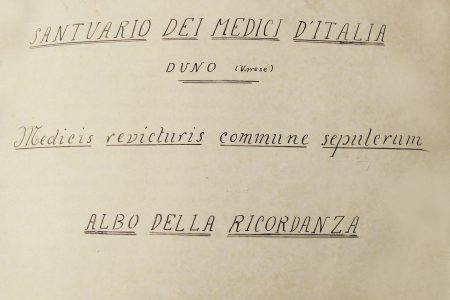 SANTUARIO DEI MEDICI D'ITALIA
DUNO (Varese)
Medicis revicturis commune sepulcrum
ALBO DELLA RICORDANZA